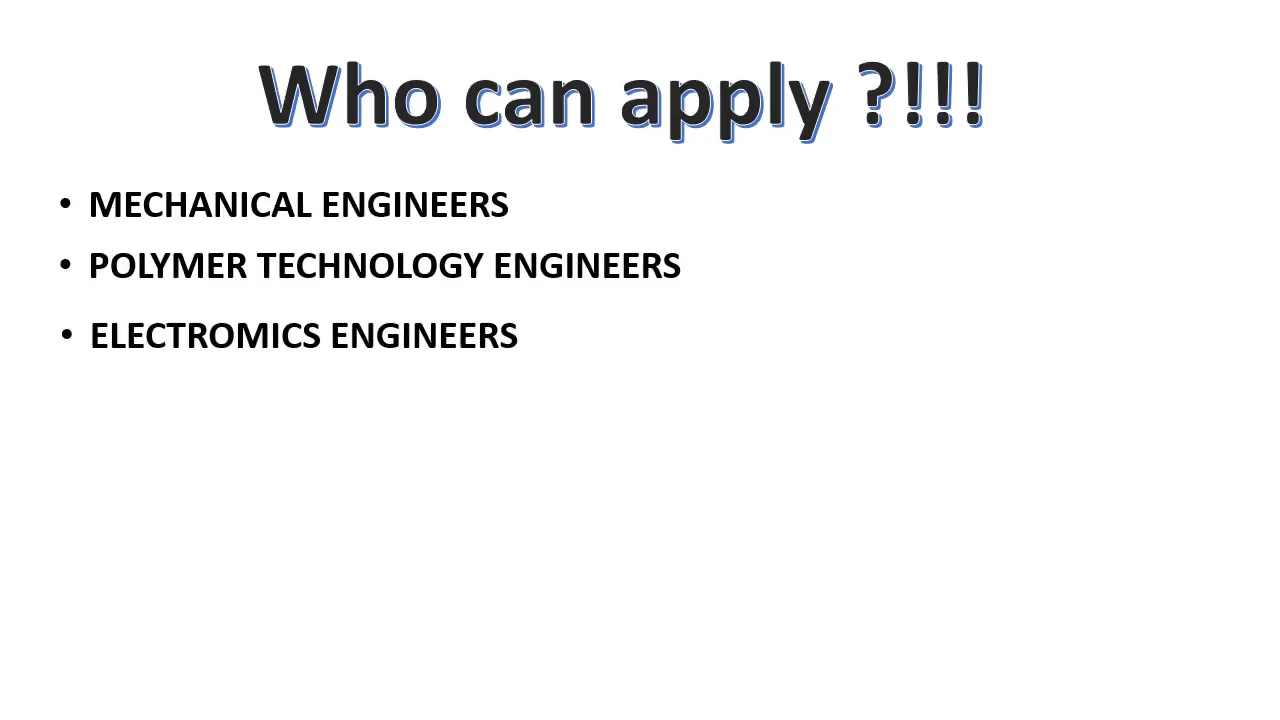 Who can apply ?!!!
• MECHANICAL ENGINEERS
• POLYMER TECHNOLOGY ENGINEERS
• ELECTROMICS ENGINEERS